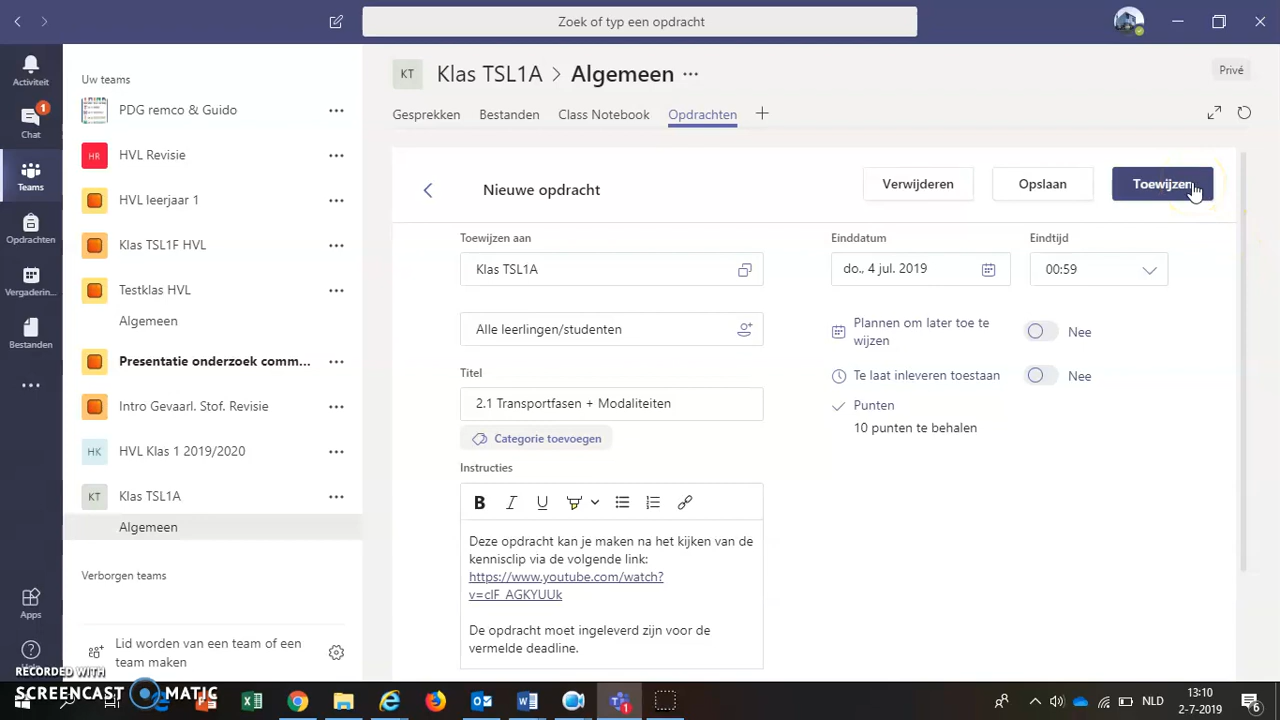 Zoek of typ een opdracht
Activiteit
Chat
1
Teams
Opdrachten
Vergaderin...
Bestanden
Apps
Uw teams
PDG remco & Guido
HR HVL Revisie
HVL leerjaar 1
Klas TSL1F HVL
Testklas HVL
Algemeen
Presentatie onderzoek comm...
Intro Gevaarl. Stof. Revisie
HK HVL Klas 1 2019/2020
KT Klas TSL1A
Algemeen
Verborgen teams
Lid worden van een team of een
team maken
KT Klas TSL1A > Algemeen ...
Privé
Gesprekken Bestanden Class Notebook Opdrachten +
Nieuwe opdracht
Verwijderen Opslaan Toewijzen
Toewijzen aan
Klas TSL1A
Alle leerlingen/studenten
Titel
2.1 Transportfasen + Modaliteiten
Categorie toevoegen
Instructies
B I U
Deze opdracht kan je maken na het kijken van de
kennisclip via de volgende link:
https://www.youtube.com/watch?
v=cIF_AGKYUUk
De opdracht moet ingeleverd zijn voor de
vermelde deadline.
Einddatum Eindtijd
do., 4 jul. 2019 00:59
Plannen om later toe te
wijzen
Nee
Te laat inleveren toestaan Nee
Punten
10 punten te behalen
RECORDED WITH
SCREENCAST MATIC
NLD
13:10
2-7-2019
6